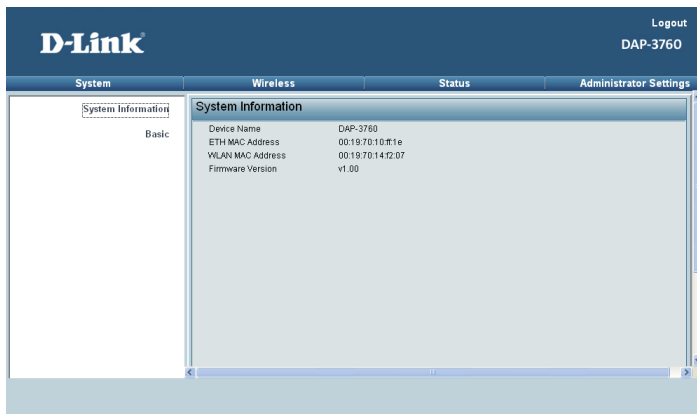 Logout
D-Link
DAP-3760
System Wireless Status Administrator Settings
System Information
Basic
System Information
Device Name DAP-3760
ETH MAC Address 00:19:70:10:ff:1e
WLAN MAC Address 00:19:70:14:f2:07
Firmware Version v1.00